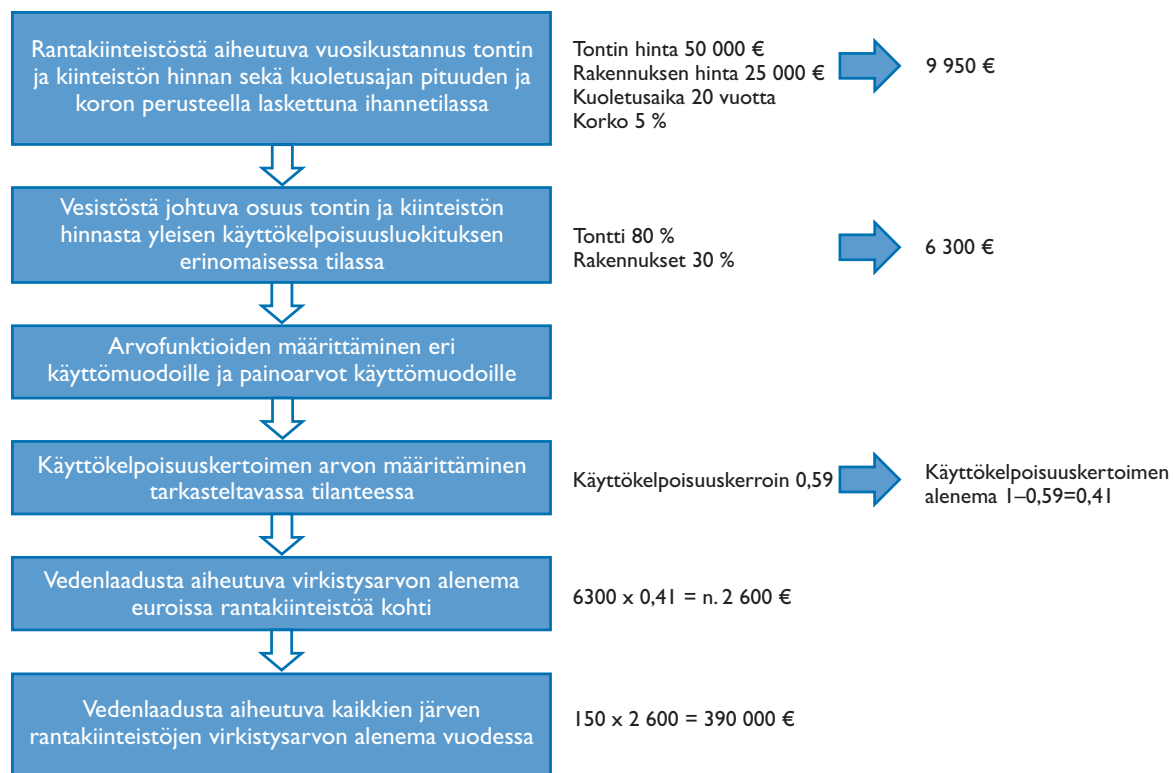 Rantakiinteistöstä aiheutuva vuosikustannus tontin
ja kiinteistön hinnan sekä kuoletusajan pituuden ja
koron perusteella laskettuna ihannetilassa
Tontin hinta 50 000 €
Rakennuksen hinta 25 000 €
Kuoletusaika 20 vuotta
Korko 5 %
9 950 €
Vesistöstä johtuva osuus tontin ja kiinteistön
hinnasta yleisen käyttökelpoisuusluokituksen
erinomaisessa tilassa
Tontti 80 %
Rakennukset 30 %
6 300 €
Arvofunktioiden määrittäminen eri
käyttömuodoille ja painoarvot käyttömuodoille
Käyttökelpoisuuskertoimen arvon määrittäminen
tarkasteltavassa tilanteessa
Käyttökelpoisuuskerroin 0,59
Käyttökelpoisuuskertoimen
alenema 1–0,59=0,41
Vedenlaadusta aiheutuva virkistysarvon alenema
euroissa rantakiinteistöä kohti
6300 x 0,41 = n. 2 600 €
Vedenlaadusta aiheutuva kaikkien järven
rantakiinteistöjen virkistysarvon alenema vuodessa
150 x 2 600 = 390 000 €